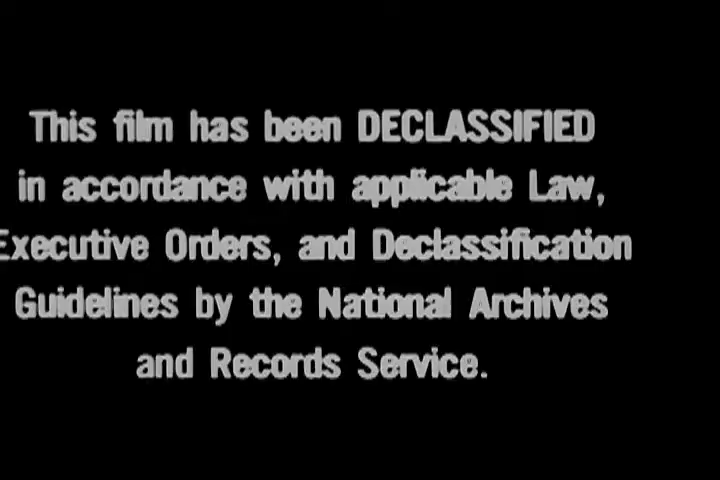 This film has been DECLASSIFIED
in accordance with applicable Law,
Executive Orders, and Declassification
Guidelines by the National Archives
and Records Service.